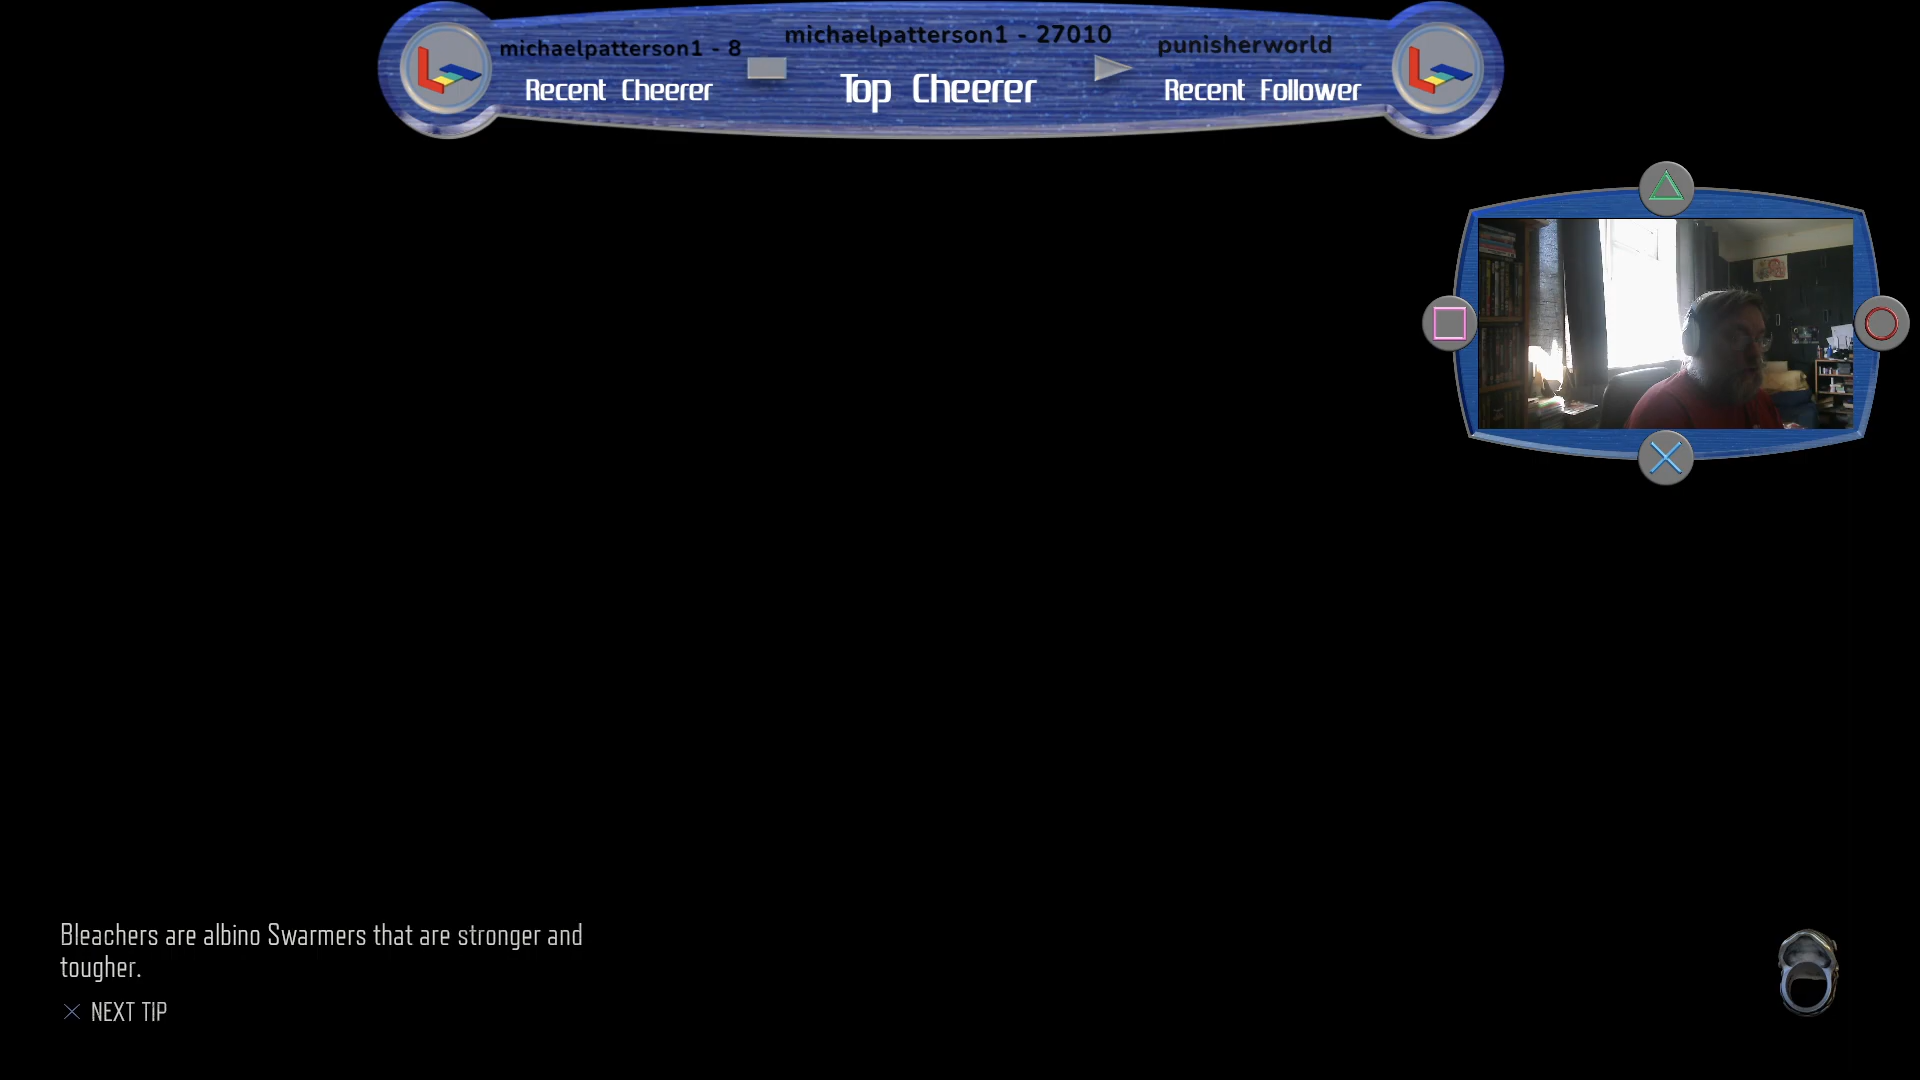 michaelpatterson1 - 8
michaelpatterson1 - 27010
punisherworld
Recent Cheerer
Top Cheerer
Recent Follower
Bleachers are albino Swarmers that are stronger and
tougher.
NEXT TIP